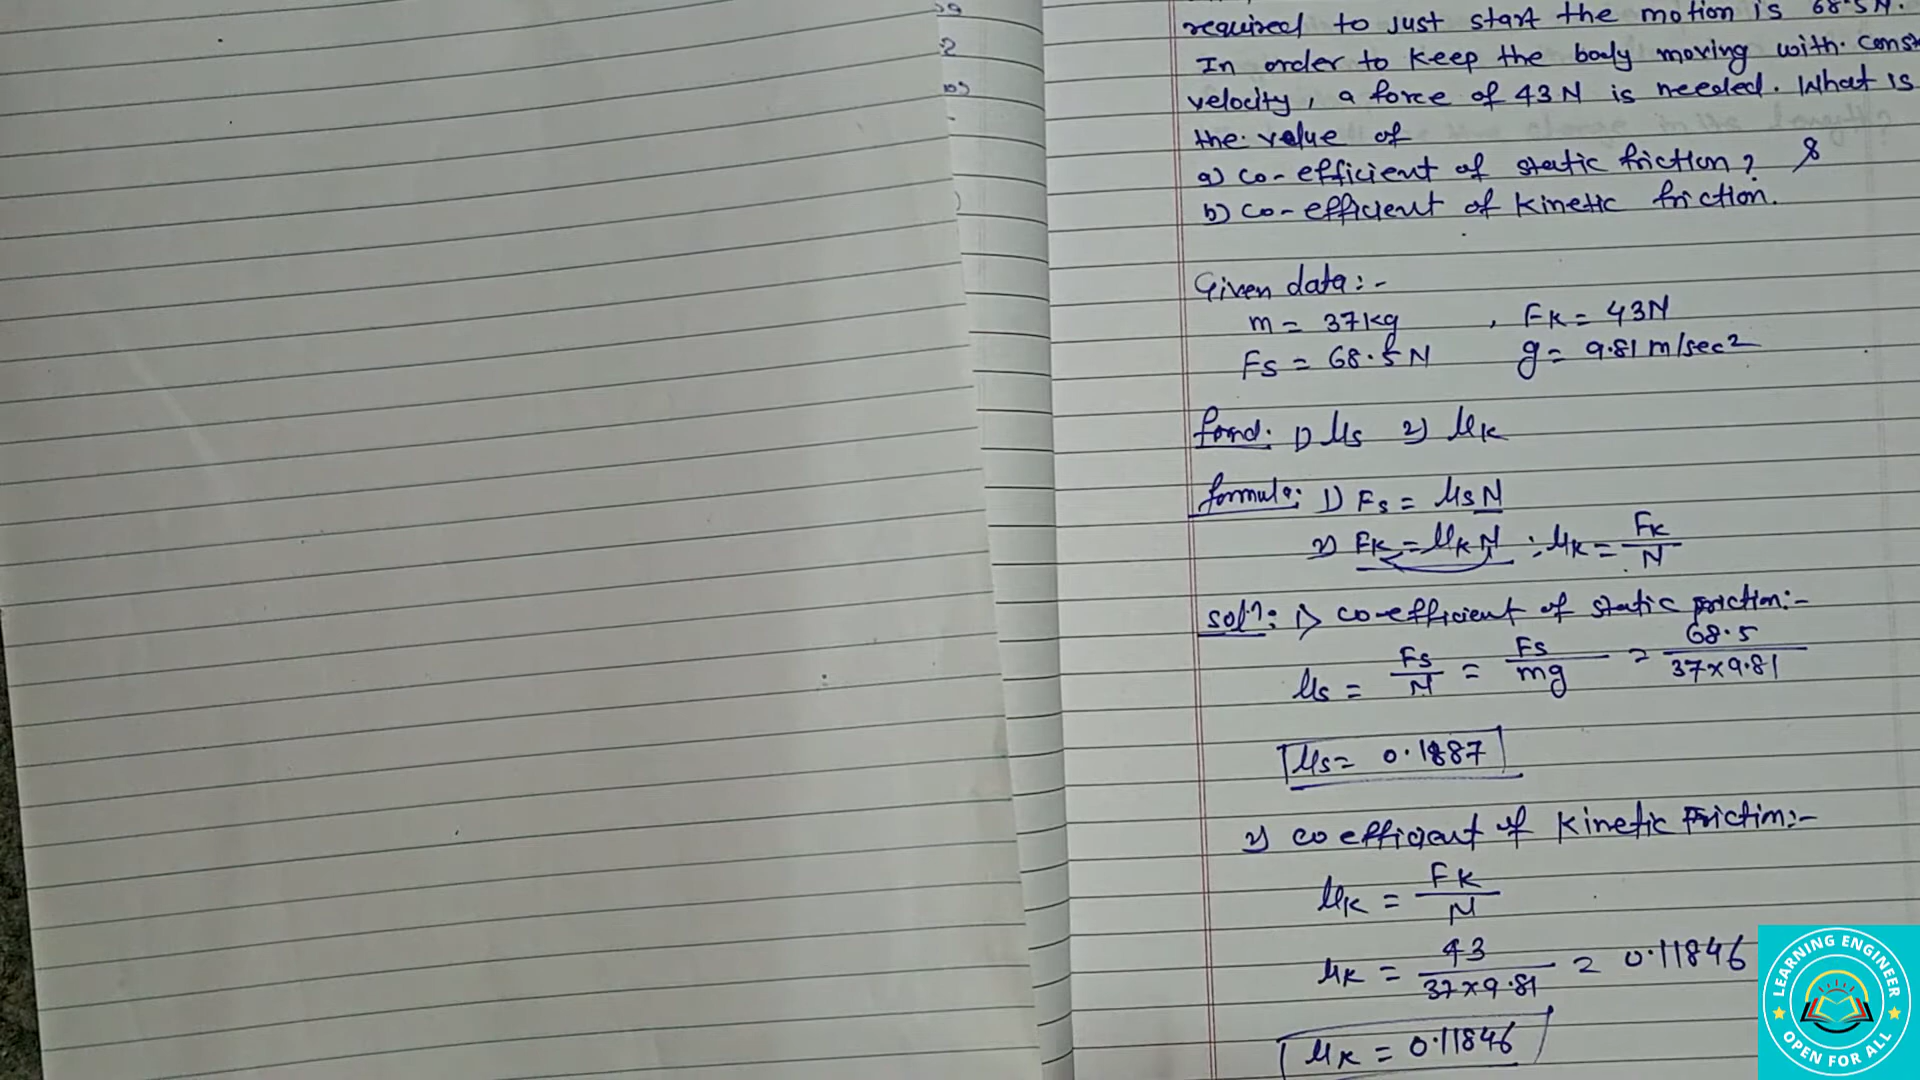 required to just start the motion is 68.5N.
In order to keep the body moving with const
velocity, a force of 43 N is needed. What is
the value of
a) co-efficient of static friction? &
b) co-efficient of kinetic friction.
Given data:-
m = 37kg , FK = 43N
Fs = 68.5 N g = 9.81 m/sec2
fond: 1) μs 2) μK
formula: 1) Fs = μsN
2) FK = μKN ; μK = FK/N
soln: 1) co-efficient of static friction:-
μs = Fs/N = Fs/mg = 68.5/37×9.81
μs = 0.1887
2) coefficient of Kinetic Friction:-
μK = FK/N
μK = 43/37×9.81 = 0.11846
μK = 0.11846
LEARNING ENGINEER
OPEN FOR ALL